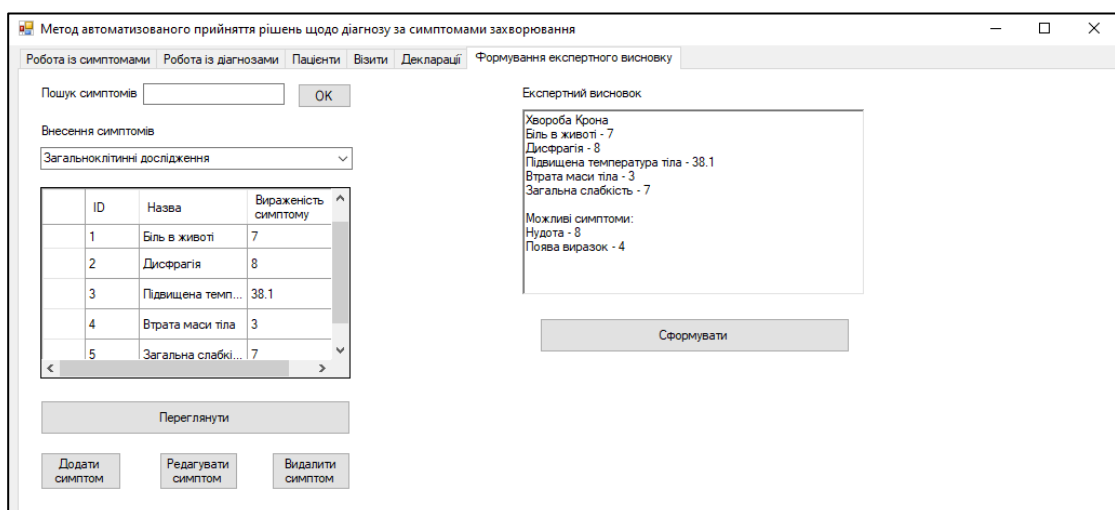 Метод автоматизованого прийняття рішень щодо діагнозу за симптомами захворювання
Робота із симптомами Робота із діагнозами Пацієнти Візити Декларації Формування експертного висновку
Пошук симптомів OK
Внесення симптомів
Загальноклітинні дослідження
ID Назва Вираженість симптому
1 Біль в животі 7
2 Дисфрагія 8
3 Підвищена темп... 38.1
4 Втрата маси тіла 3
5 Загальна слабкі... 7
Переглянути
Додати симптом
Редагувати симптом
Видалити симптом
Експертний висновок
Хвороба Крона
Біль в животі - 7
Дисфрагія - 8
Підвищена температура тіла - 38.1
Втрата маси тіла - 3
Загальна слабкість - 7
Можливі симптоми:
Нудота - 8
Поява виразок - 4
Сформувати